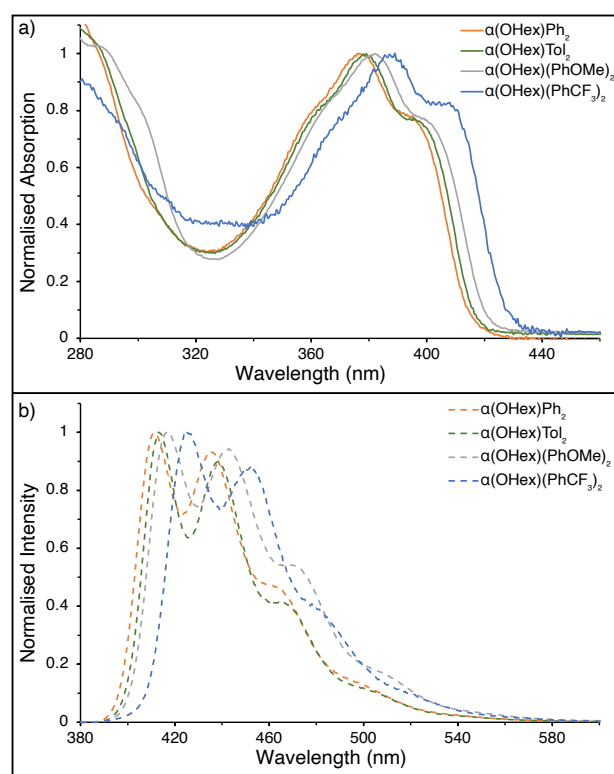 a)
α(OHex)Ph₂
α(OHex)Tol₂
α(OHex)(PhOMe)₂
α(OHex)(PhCF₃)₂
Normalised Absorption
1
0.8
0.6
0.4
0.2
0
280 320 360 400 440
Wavelength (nm)
b)
α(OHex)Ph₂
α(OHex)Tol₂
α(OHex)(PhOMe)₂
α(OHex)(PhCF₃)₂
Normalised Intensity
1
0.8
0.6
0.4
0.2
0
380 420 460 500 540 580
Wavelength (nm)